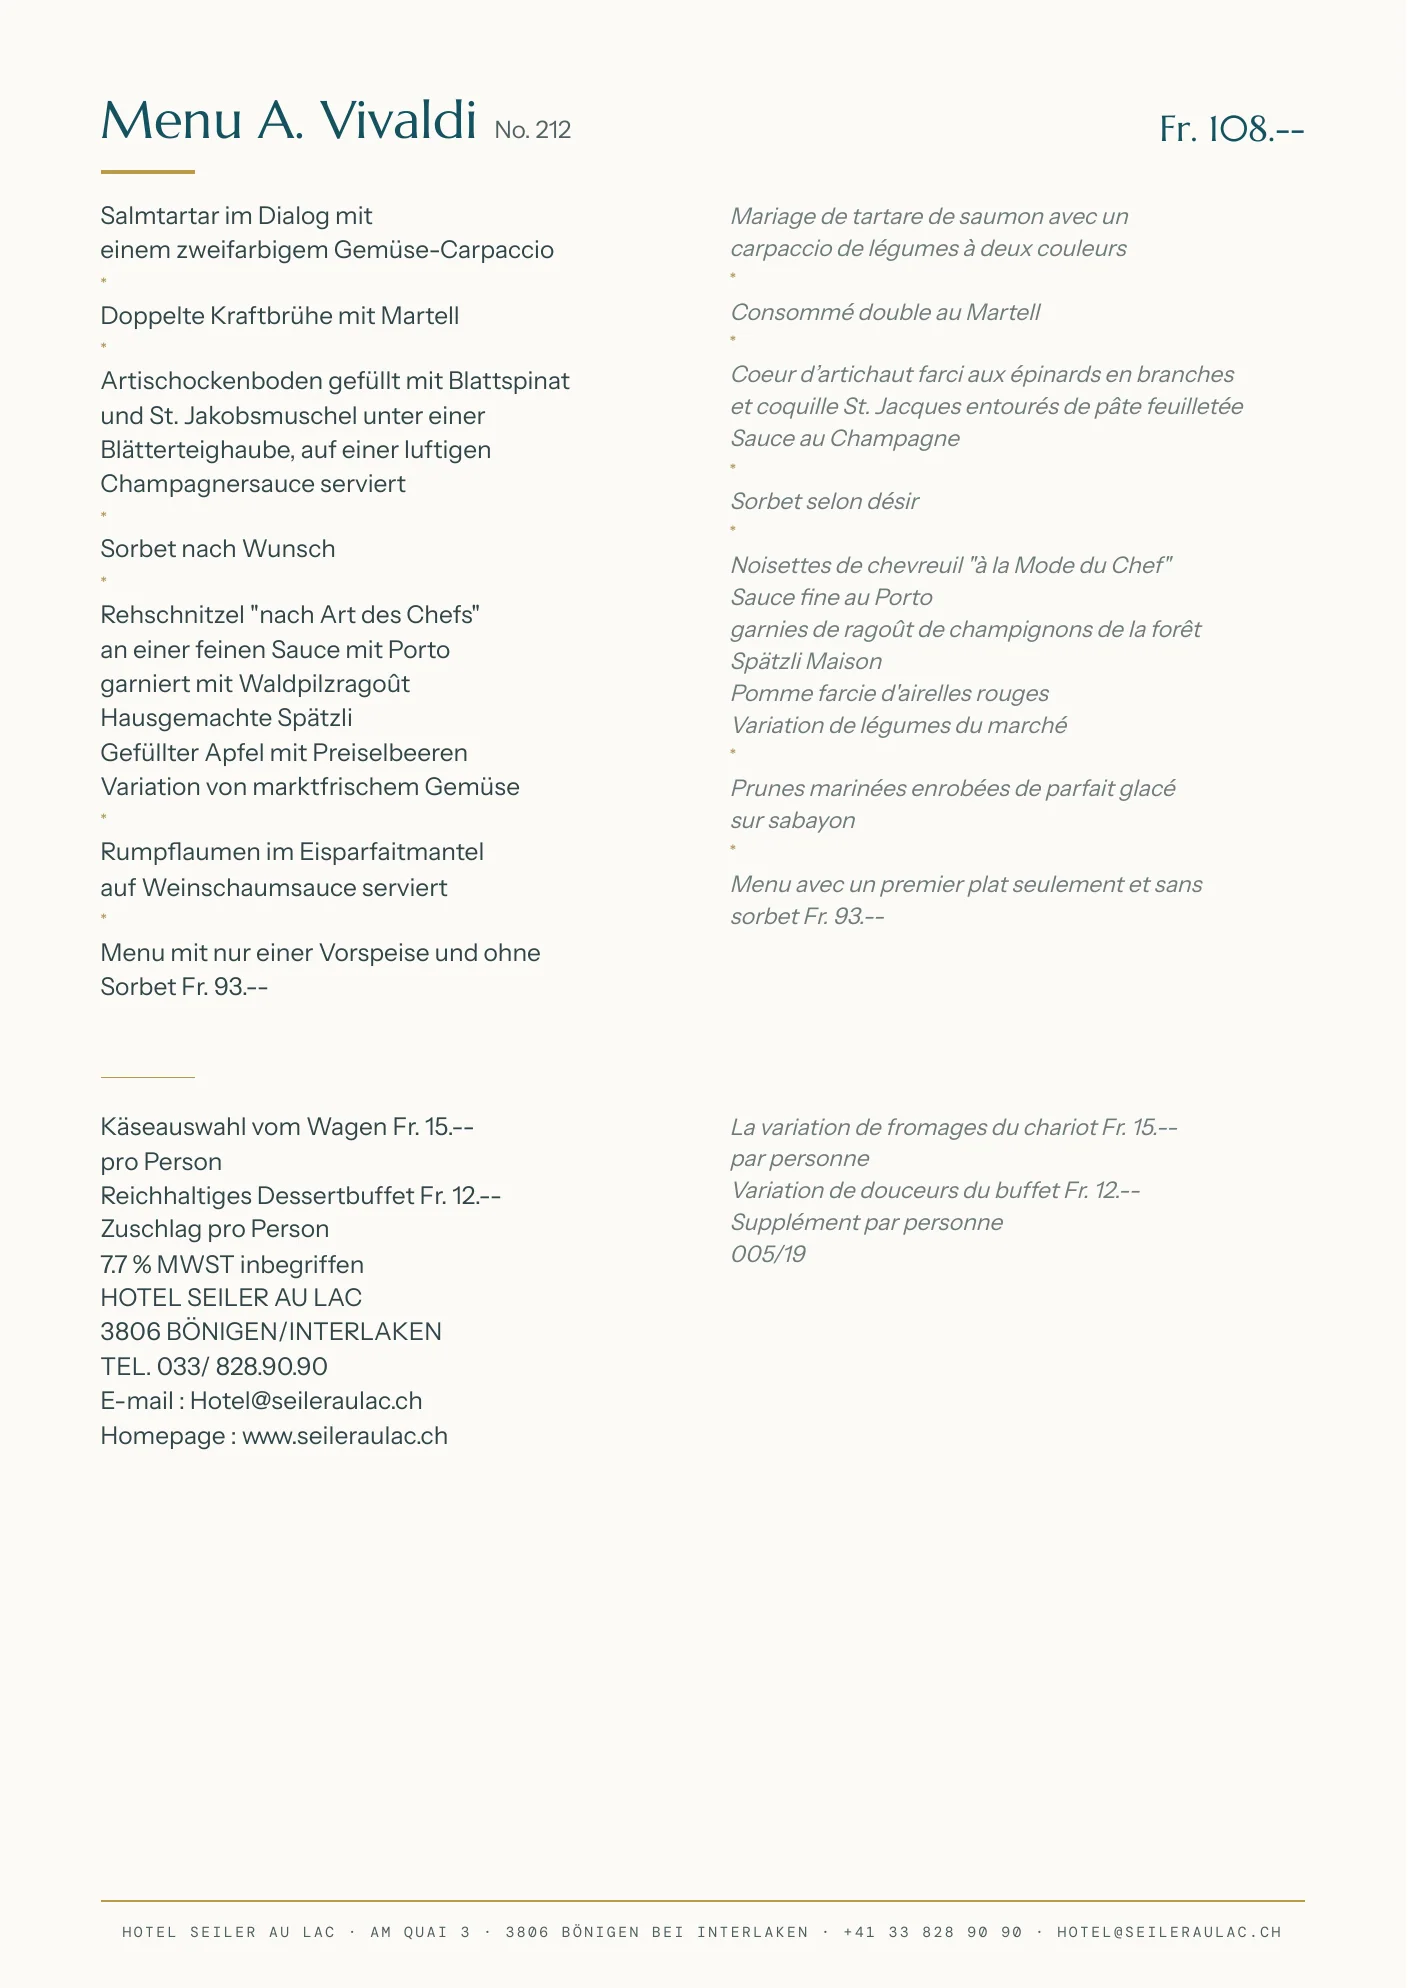 Menu A. Vivaldi No. 212
Fr. 108.--
Salmtartar im Dialog mit
einem zweifarbigem Gemüse-Carpaccio
*
Doppelte Kraftbrühe mit Martell
*
Artischockenboden gefüllt mit Blattspinat
und St. Jakobsmuschel unter einer
Blätterteighaube, auf einer luftigen
Champagnersauce serviert
*
Sorbet nach Wunsch
*
Rehschnitzel "nach Art des Chefs"
an einer feinen Sauce mit Porto
garniert mit Waldpilzragoût
Hausgemachte Spätzli
Gefüllter Apfel mit Preiselbeeren
Variation von marktfrischem Gemüse
*
Rumpflaumen im Eisparfaitmantel
auf Weinschaumsauce serviert
*
Menu mit nur einer Vorspeise und ohne
Sorbet Fr. 93.--
Mariage de tartare de saumon avec un
carpaccio de légumes à deux couleurs
*
Consommé double au Martell
*
Coeur d’artichaut farci aux épinards en branches
et coquille St. Jacques entourés de pâte feuilletée
Sauce au Champagne
*
Sorbet selon désir
*
Noisettes de chevreuil "à la Mode du Chef"
Sauce fine au Porto
garnies de ragoût de champignons de la forêt
Spätzli Maison
Pomme farcie d'airelles rouges
Variation de légumes du marché
*
Prunes marinées enrobées de parfait glacé
sur sabayon
*
Menu avec un premier plat seulement et sans
sorbet Fr. 93.--
Käseauswahl vom Wagen Fr. 15.--
pro Person
Reichhaltiges Dessertbuffet Fr. 12.--
Zuschlag pro Person
7.7 % MWST inbegriffen
HOTEL SEILER AU LAC
3806 BÖNIGEN/INTERLAKEN
TEL. 033/ 828.90.90
E-mail : Hotel@seileraulac.ch
Homepage : www.seileraulac.ch
La variation de fromages du chariot Fr. 15.--
par personne
Variation de douceurs du buffet Fr. 12.--
Supplément par personne
005/19
HOTEL SEILER AU LAC · AM QUAI 3 · 3806 BÖNIGEN BEI INTERLAKEN · +41 33 828 90 90 · HOTEL@SEILERAULAC.CH